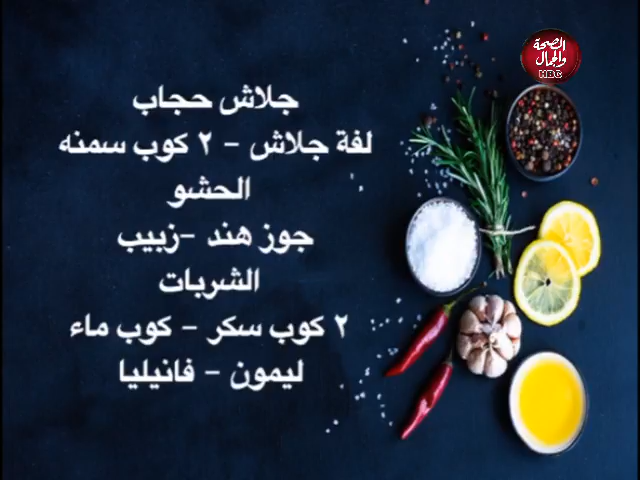 الصحة
والجمال
HBC
جلاش حجاب
لفة جلاش - ٢ كوب سمنه
الحشو
جوز هند -زبيب
الشربات
٢ كوب سكر - كوب ماء
ليمون - فانيليا